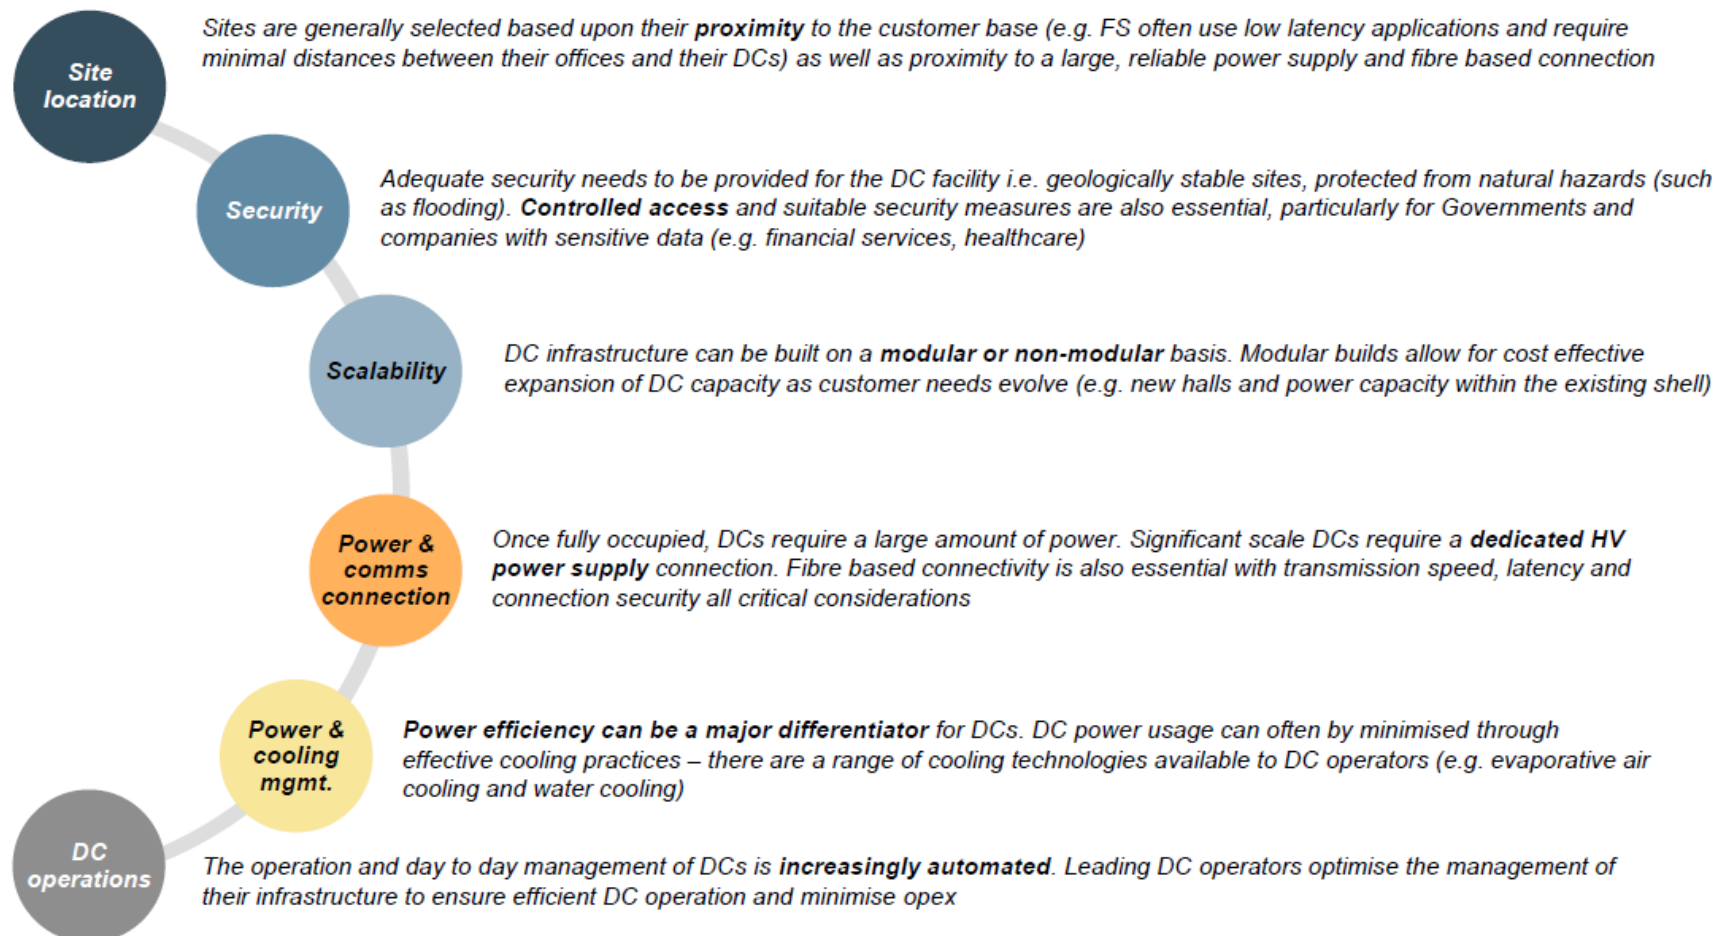 Site
location
Sites are generally selected based upon their proximity to the customer base (e.g. FS often use low latency applications and require
minimal distances between their offices and their DCs) as well as proximity to a large, reliable power supply and fibre based connection
Security
Adequate security needs to be provided for the DC facility i.e. geologically stable sites, protected from natural hazards (such
as flooding). Controlled access and suitable security measures are also essential, particularly for Governments and
companies with sensitive data (e.g. financial services, healthcare)
Scalability
DC infrastructure can be built on a modular or non-modular basis. Modular builds allow for cost effective
expansion of DC capacity as customer needs evolve (e.g. new halls and power capacity within the existing shell)
Power &
comms
connection
Once fully occupied, DCs require a large amount of power. Significant scale DCs require a dedicated HV
power supply connection. Fibre based connectivity is also essential with transmission speed, latency and
connection security all critical considerations
Power &
cooling
mgmt.
Power efficiency can be a major differentiator for DCs. DC power usage can often by minimised through
effective cooling practices – there are a range of cooling technologies available to DC operators (e.g. evaporative air
cooling and water cooling)
DC
operations
The operation and day to day management of DCs is increasingly automated. Leading DC operators optimise the management of
their infrastructure to ensure efficient DC operation and minimise opex